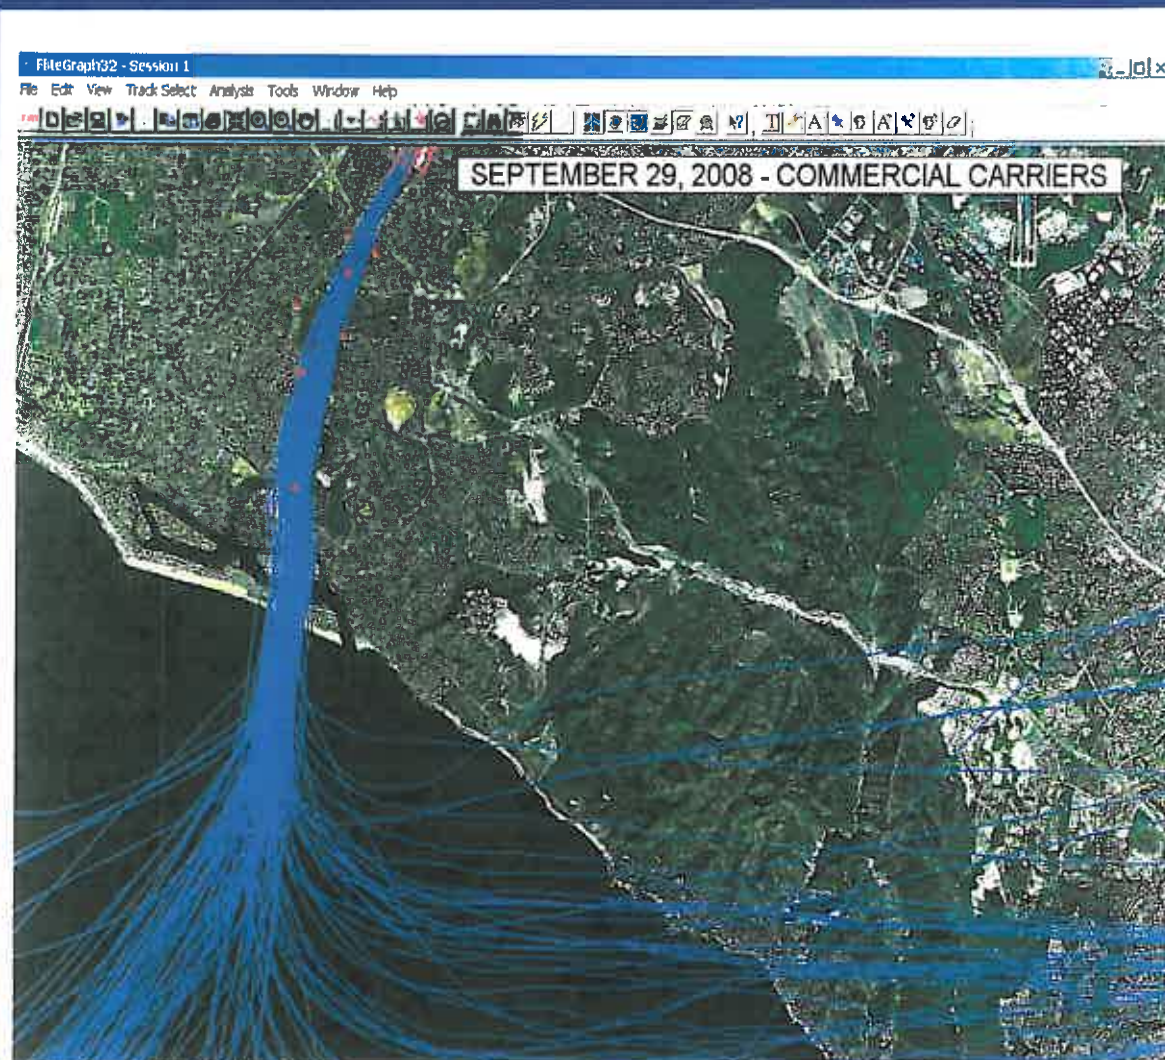 FliteGraph32 - Session 1
File Edit View Track Select Analysis Tools Window Help
SEPTEMBER 29, 2008 - COMMERCIAL CARRIERS